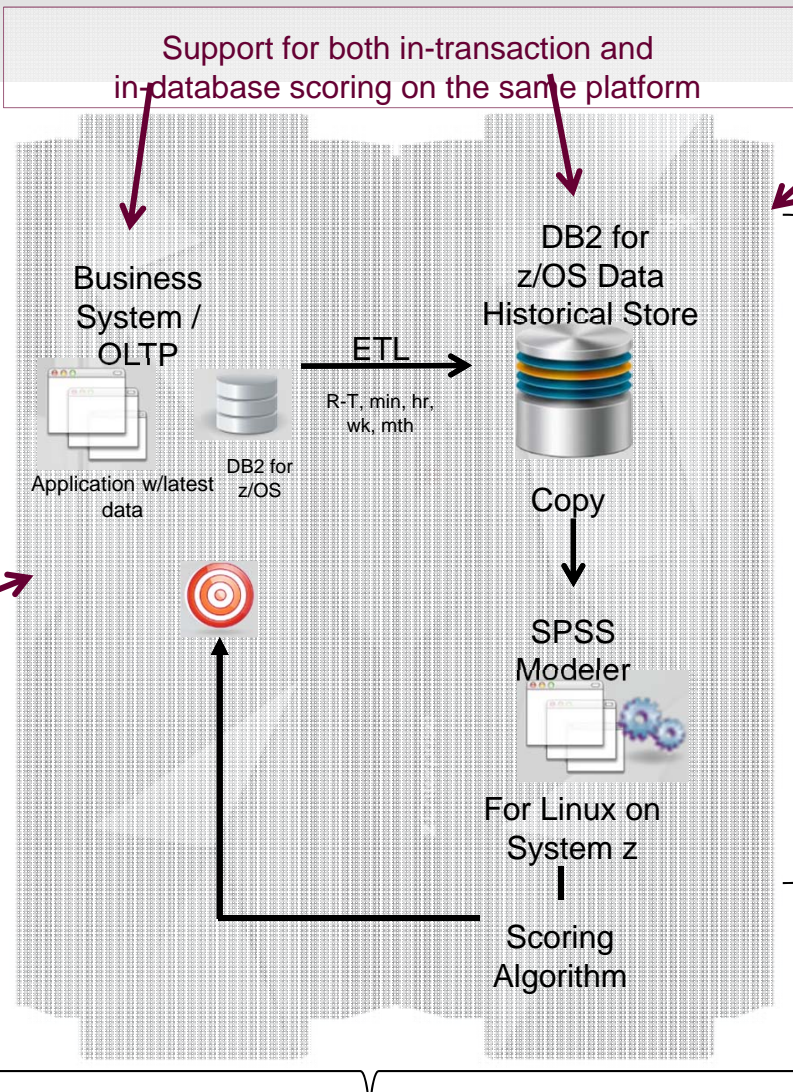 Support for both in-transaction and
in-database scoring on the same platform
Business
System /
OLTP
Application w/latest
data
DB2 for
z/OS
ETL
R-T, min, hr,
wk, mth
DB2 for
z/OS Data
Historical Store
Copy
SPSS
Modeler
For Linux on
System z
Scoring
Algorithm